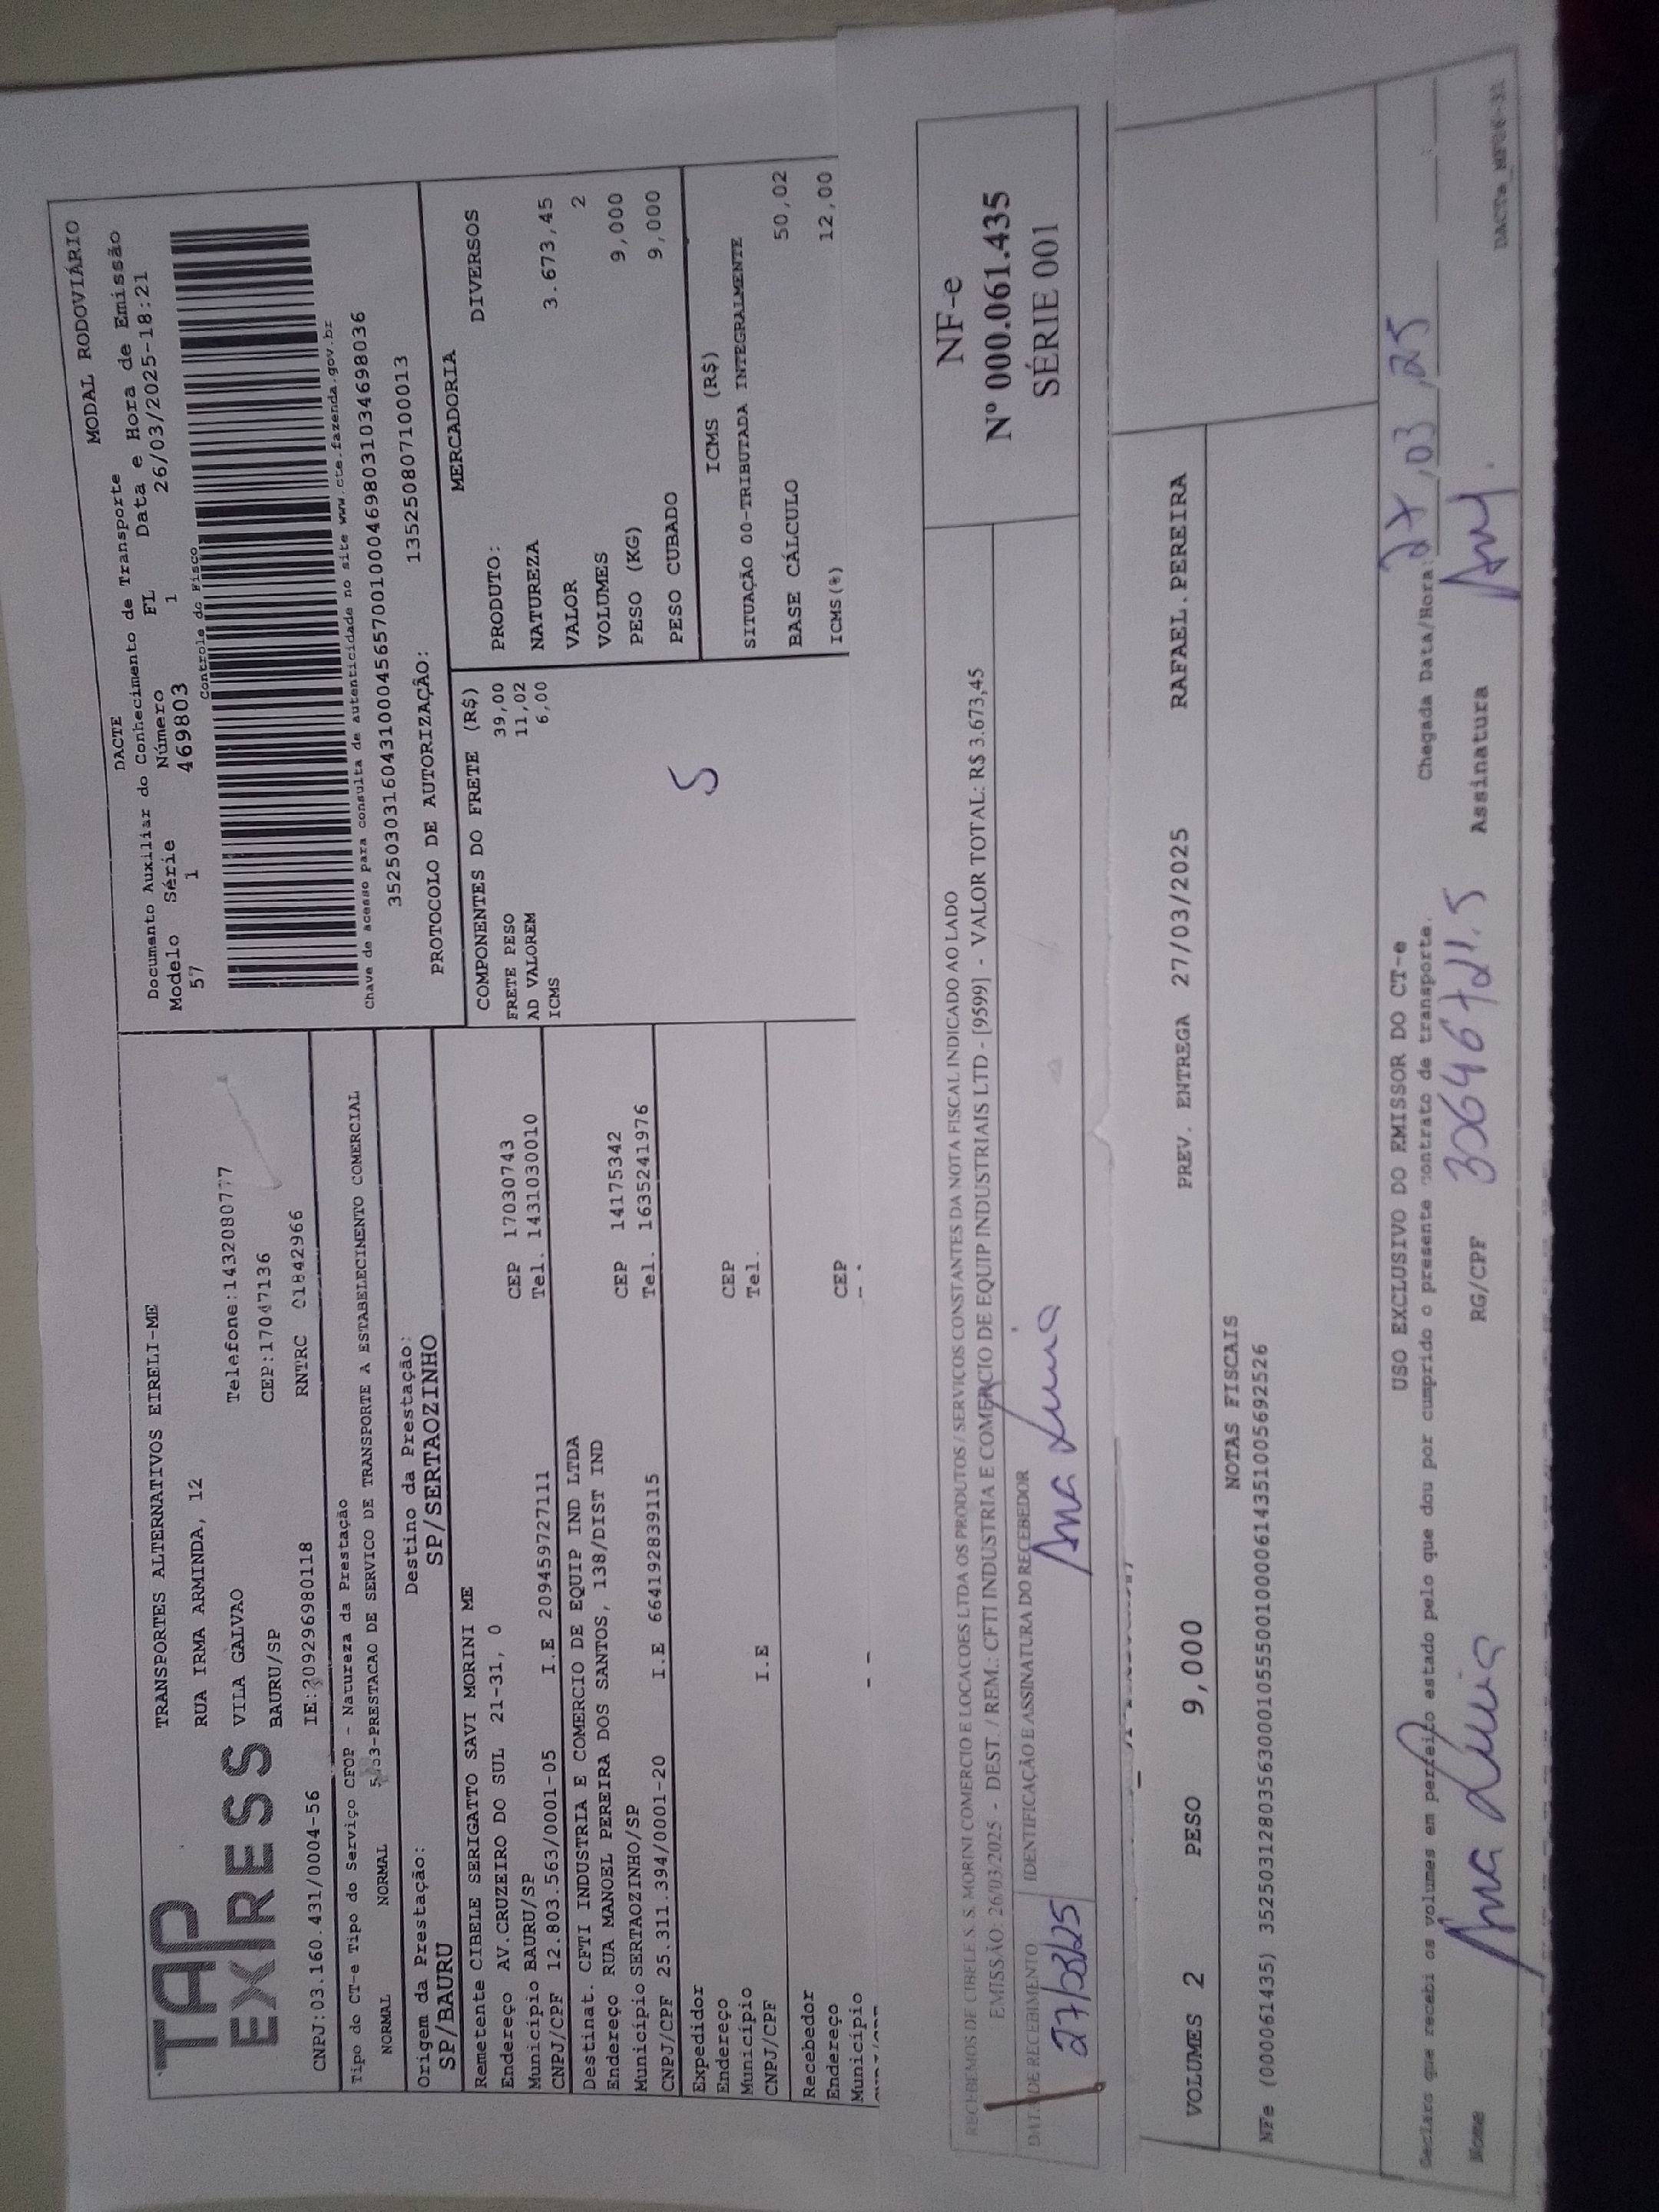 TAP
EXPRESS
TRANSPORTES ALTERNATIVOS EIRELI-ME
RUA IRMA ARMINDA, 12
VILA GALVAO Telefone:1432080777
BAURU/SP CEP:17047136
CNPJ:03.160.431/0004-56 IE:209296980118 RNTRC 01842966
MODAL RODOVIÁRIO
DACTE
Documento Auxiliar do Conhecimento de Transporte
Modelo Série Número FL Data e Hora de Emissão
57 1 469803 1 26/03/2025-18:21
Controle do Fisco
Chave de acesso para consulta de autenticidade no site www.cte.fazenda.gov.br
35250303160431000456570010004698031034698036
PROTOCOLO DE AUTORIZAÇÃO: 135250807100013
Tipo do CT-e Tipo do Serviço CFOP - Natureza da Prestação
NORMAL NORMAL -PRESTACAO DE SERVICO DE TRANSPORTE A ESTABELECIMENTO COMERCIAL
Origem da Prestação: Destino da Prestação:
SP/BAURU SP/SERTAOZINHO
Remetente CIBELE SERIGATTO SAVI MORINI ME
Endereço AV.CRUZEIRO DO SUL 21-31, 0 CEP 17030743
Município BAURU/SP Tel. 1431030010
CNPJ/CPF 12.803.563/0001-05 I.E 209459727111
Destinat. CFTI INDUSTRIA E COMERCIO DE EQUIP IND LTDA
Endereço RUA MANOEL PEREIRA DOS SANTOS, 138/DIST IND CEP 14175342
Município SERTAOZINHO/SP Tel. 1635241976
CNPJ/CPF 25.311.394/0001-20 I.E 664192839115
Expedidor
Endereço CEP
Município Tel.
CNPJ/CPF I.E
Recebedor
Endereço CEP
Município
COMPONENTES DO FRETE (R$)
FRETE PESO 39,00
AD VALOREM 11,02
ICMS 6,00
S
MERCADORIA
PRODUTO: DIVERSOS
NATUREZA
VALOR 3.673,45
VOLUMES 2
PESO (KG) 9,000
PESO CUBADO 9,000
ICMS (R$)
SITUAÇÃO 00-TRIBUTADA INTEGRALMENTE
BASE CÁLCULO 50,02
ICMS(%) 12,00
RECEBEMOS DE CIBELE S. S. MORINI COMERCIO E LOCACOES LTDA OS PRODUTOS / SERVIÇOS CONSTANTES DA NOTA FISCAL INDICADO AO LADO
EMISSÃO: 26/03/2025 - DEST. / REM.: CFTI INDUSTRIA E COMERCIO DE EQUIP INDUSTRIAIS LTD - [9599] - VALOR TOTAL: R$ 3.673,45
DATA DE RECEBIMENTO IDENTIFICAÇÃO E ASSINATURA DO RECEBEDOR
27/03/25 Ana Lucia
NF-e
Nº 000.061.435
SÉRIE 001
VOLUMES 2 PESO 9,000 PREV. ENTREGA 27/03/2025 RAFAEL.PEREIRA
NOTAS FISCAIS
NFe (000061435) 35250312803563000105550010000614351005692526
USO EXCLUSIVO DO EMISSOR DO CT-e
Declaro que recebi os volumes em perfeito estado pelo que dou por cumprido o presente contrato de transporte. Chegada Data/Hora: 27,03,25
Nome Ana Lucia RG/CPF Assinatura